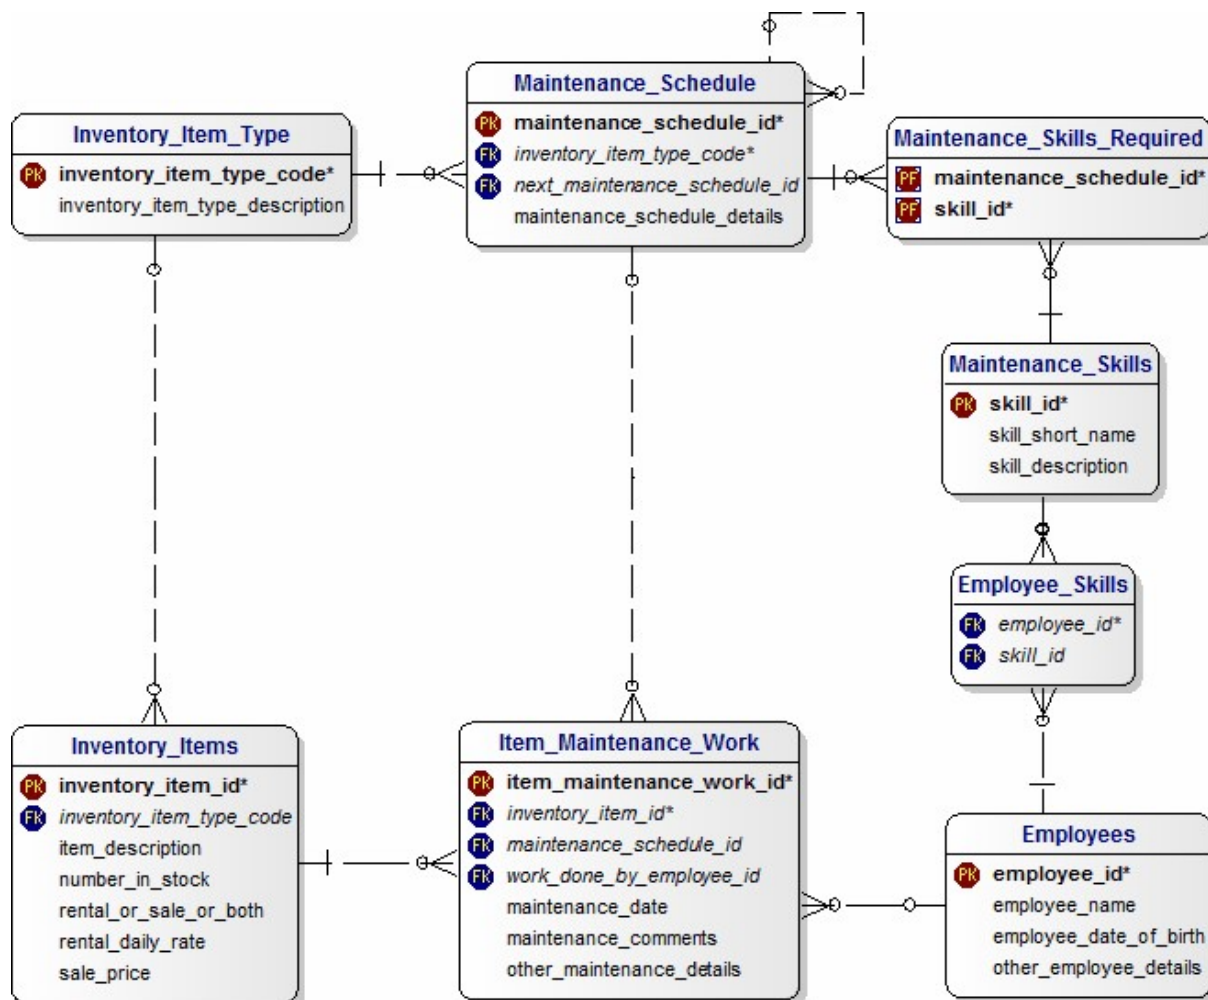 Maintenance_Schedule
PK maintenance_schedule_id*
FK inventory_item_type_code*
FK next_maintenance_schedule_id
maintenance_schedule_details
Inventory_Item_Type
PK inventory_item_type_code*
inventory_item_type_description
Maintenance_Skills_Required
PF maintenance_schedule_id*
PF skill_id*
Maintenance_Skills
PK skill_id*
skill_short_name
skill_description
Employee_Skills
FK employee_id*
FK skill_id
Inventory_Items
PK inventory_item_id*
FK inventory_item_type_code
item_description
number_in_stock
rental_or_sale_or_both
rental_daily_rate
sale_price
Item_Maintenance_Work
PK item_maintenance_work_id*
FK inventory_item_id*
FK maintenance_schedule_id
FK work_done_by_employee_id
maintenance_date
maintenance_comments
other_maintenance_details
Employees
PK employee_id*
employee_name
employee_date_of_birth
other_employee_details